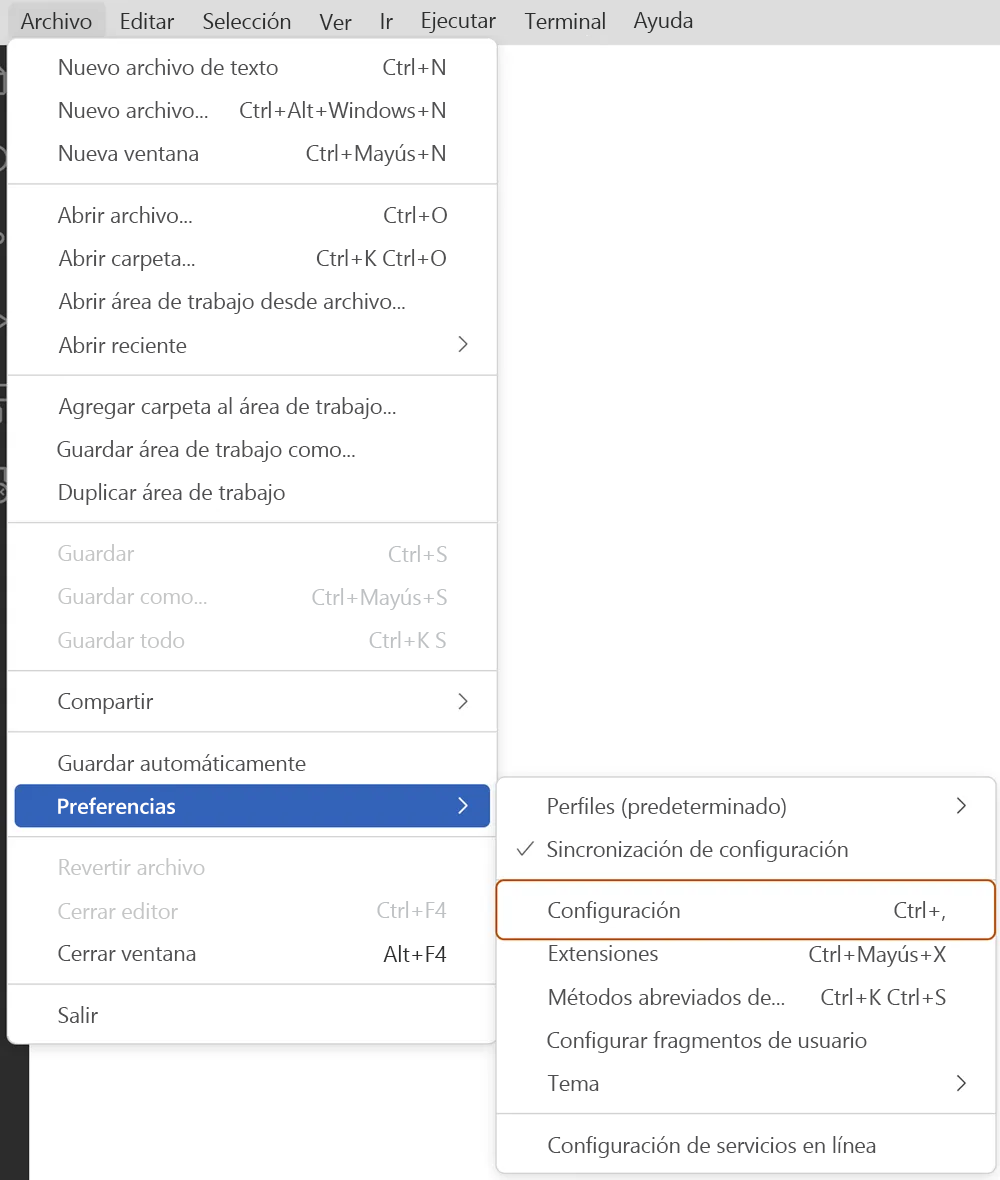 Archivo Editar Selección Ver Ir Ejecutar Terminal Ayuda
Nuevo archivo de texto Ctrl+N
Nuevo archivo... Ctrl+Alt+Windows+N
Nueva ventana Ctrl+Mayús+N
Abrir archivo... Ctrl+O
Abrir carpeta... Ctrl+K Ctrl+O
Abrir área de trabajo desde archivo...
Abrir reciente
Agregar carpeta al área de trabajo...
Guardar área de trabajo como...
Duplicar área de trabajo
Guardar Ctrl+S
Guardar como... Ctrl+Mayús+S
Guardar todo Ctrl+K S
Compartir
Guardar automáticamente
Preferencias
Revertir archivo
Cerrar editor Ctrl+F4
Cerrar ventana Alt+F4
Salir
Perfiles (predeterminado)
Sincronización de configuración
Configuración Ctrl+,
Extensiones Ctrl+Mayús+X
Métodos abreviados de... Ctrl+K Ctrl+S
Configurar fragmentos de usuario
Tema
Configuración de servicios en línea